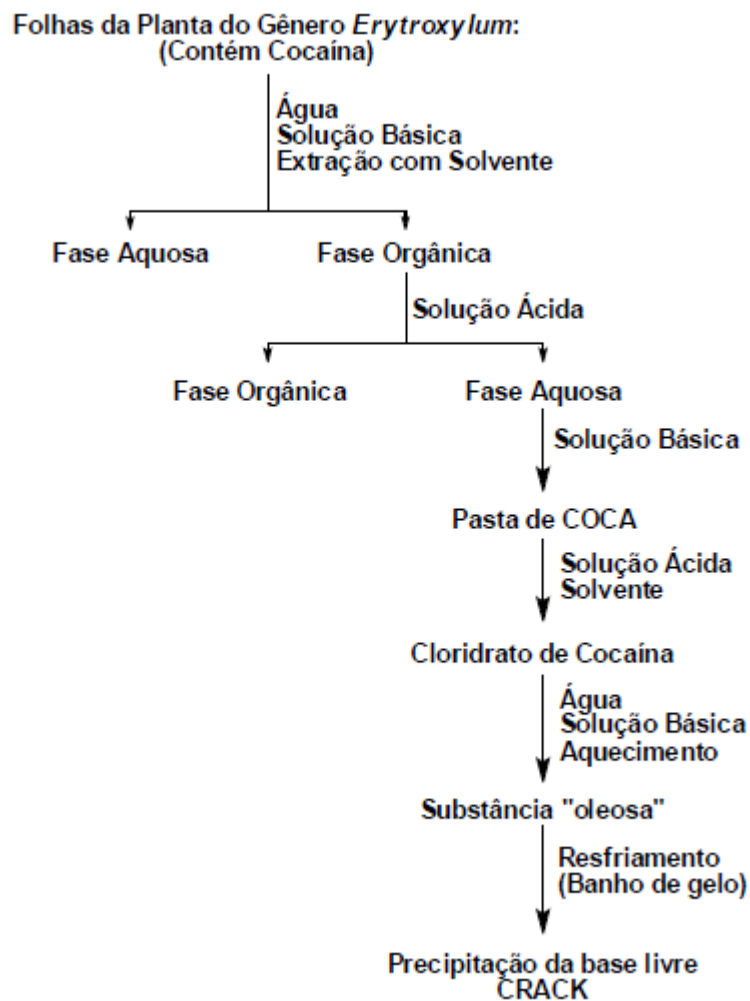 Folhas da Planta do Gênero Erytroxylum:
(Contém Cocaína)
Água
Solução Básica
Extração com Solvente
Fase Aquosa
Fase Orgânica
Solução Ácida
Fase Orgânica
Fase Aquosa
Solução Básica
Pasta de COCA
Solução Ácida
Solvente
Cloridrato de Cocaína
Água
Solução Básica
Aquecimento
Substância "oleosa"
Resfriamento
(Banho de gelo)
Precipitação da base livre
CRACK